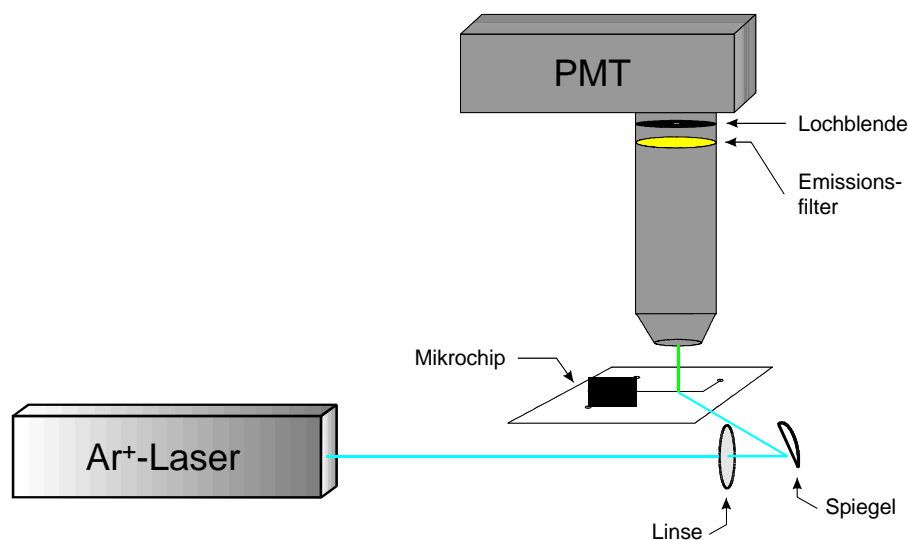 PMT
Lochblende
Emissions-
filter
Mikrochip
Ar⁺-Laser
Spiegel
Linse